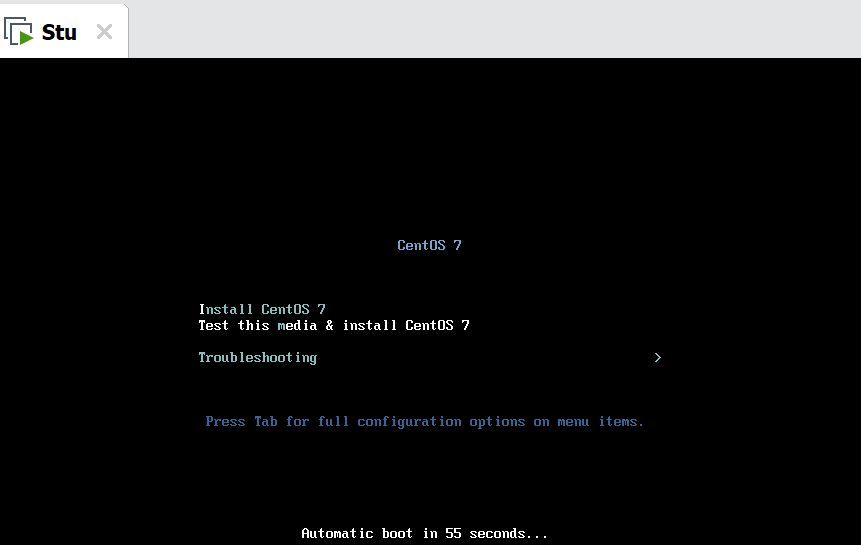 Stu
CentOS 7
Install CentOS 7
Test this media & install CentOS 7
Troubleshooting >
Press Tab for full configuration options on menu items.
Automatic boot in 55 seconds...